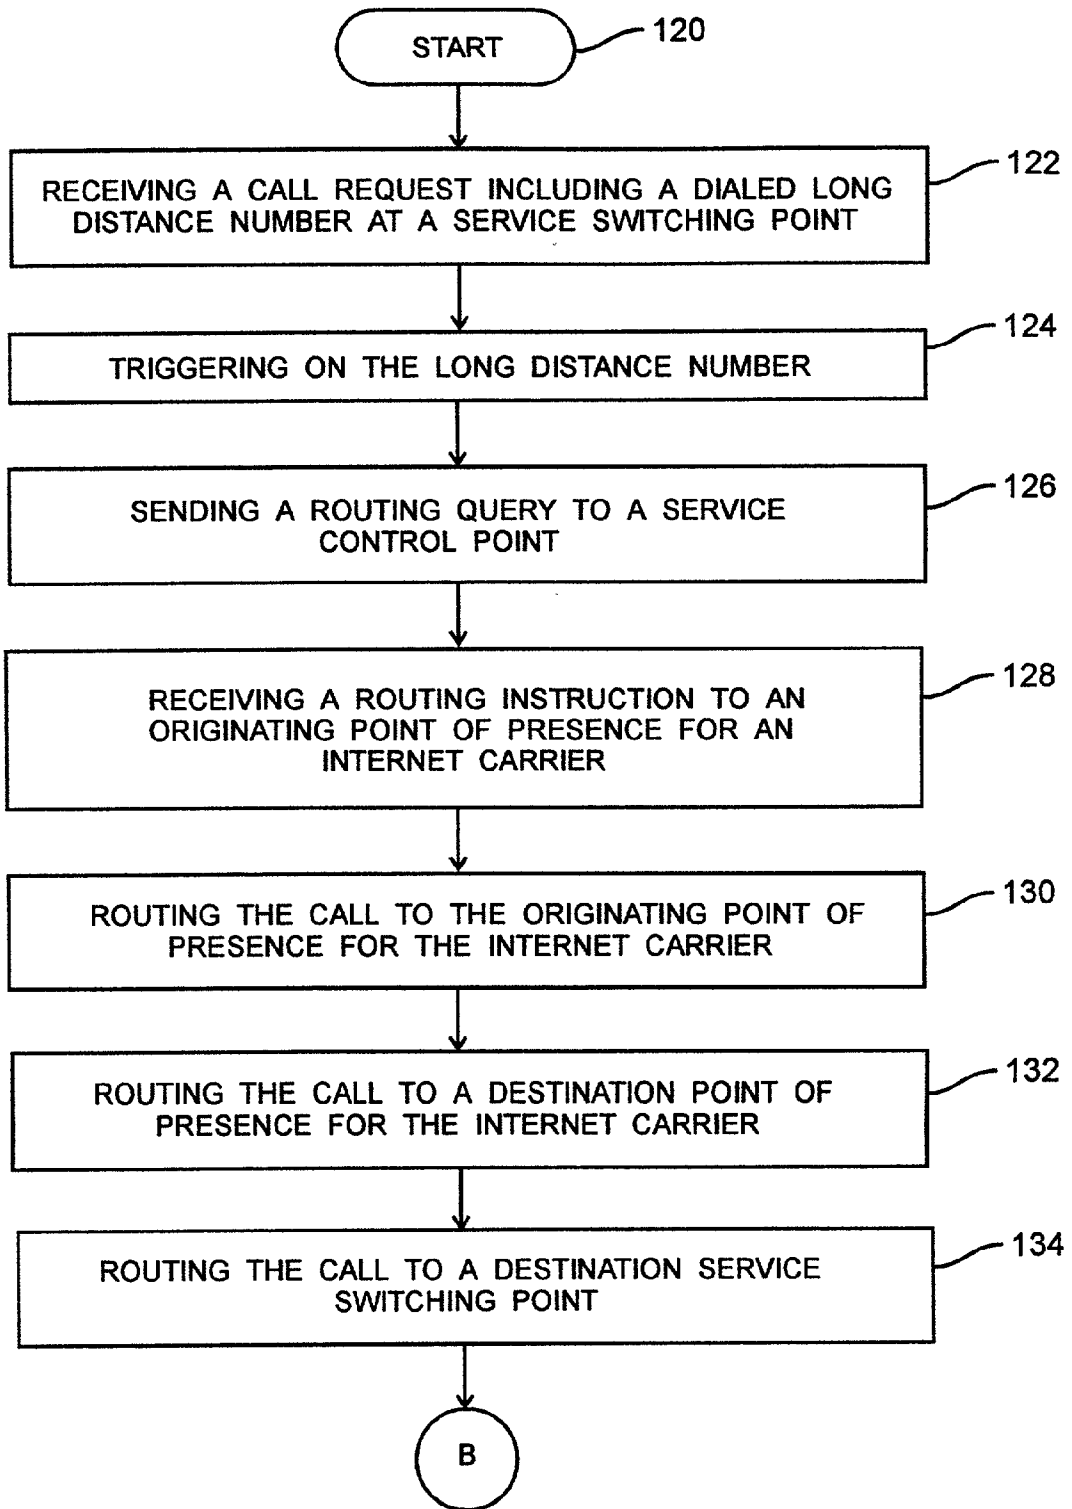 START
120
RECEIVING A CALL REQUEST INCLUDING A DIALED LONG
DISTANCE NUMBER AT A SERVICE SWITCHING POINT
122
TRIGGERING ON THE LONG DISTANCE NUMBER
124
SENDING A ROUTING QUERY TO A SERVICE
CONTROL POINT
126
RECEIVING A ROUTING INSTRUCTION TO AN
ORIGINATING POINT OF PRESENCE FOR AN
INTERNET CARRIER
128
ROUTING THE CALL TO THE ORIGINATING POINT OF
PRESENCE FOR THE INTERNET CARRIER
130
ROUTING THE CALL TO A DESTINATION POINT OF
PRESENCE FOR THE INTERNET CARRIER
132
ROUTING THE CALL TO A DESTINATION SERVICE
SWITCHING POINT
134
B